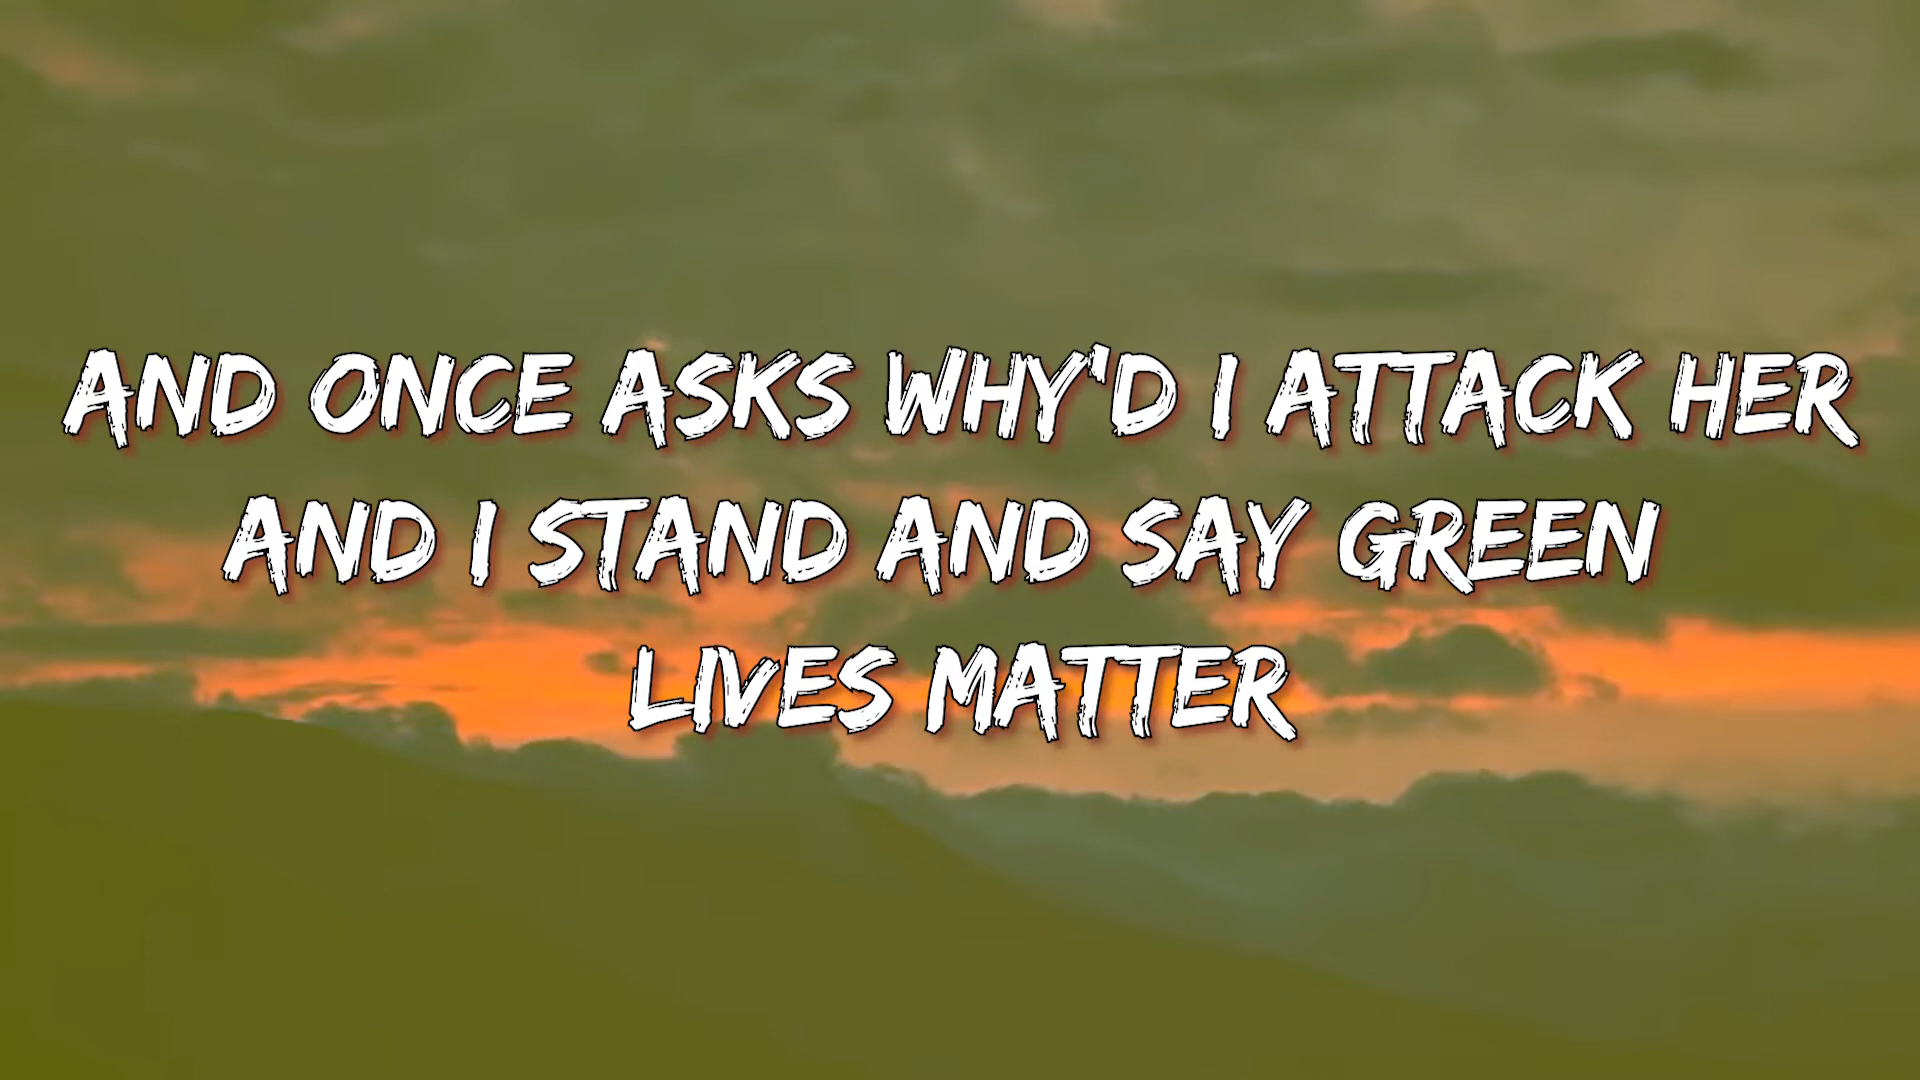 AND ONCE ASKS WHY'D I ATTACK HER
AND I STAND AND SAY GREEN
LIVES MATTER